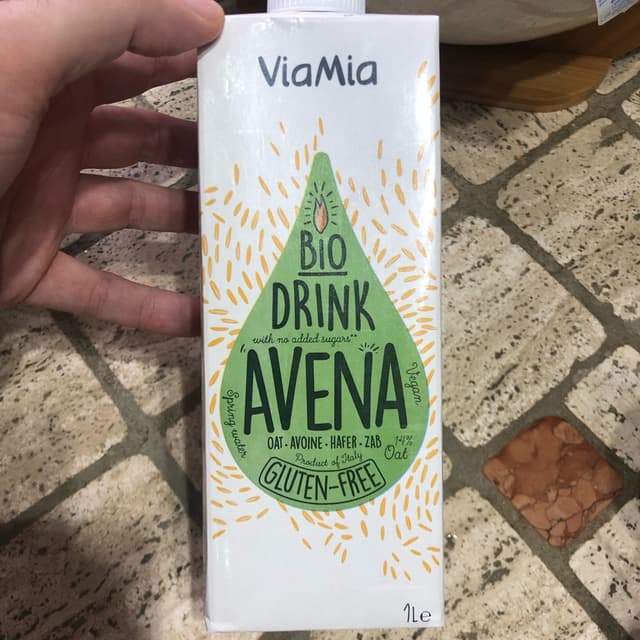 ViaMia
BiO
DRINK
with no added sugars**
"AVENA"
Spring water
Vegan
OAT - AVOINE - HAFER - ZAB
14% Oat
Product of Italy
GLUTEN-FREE
1L e